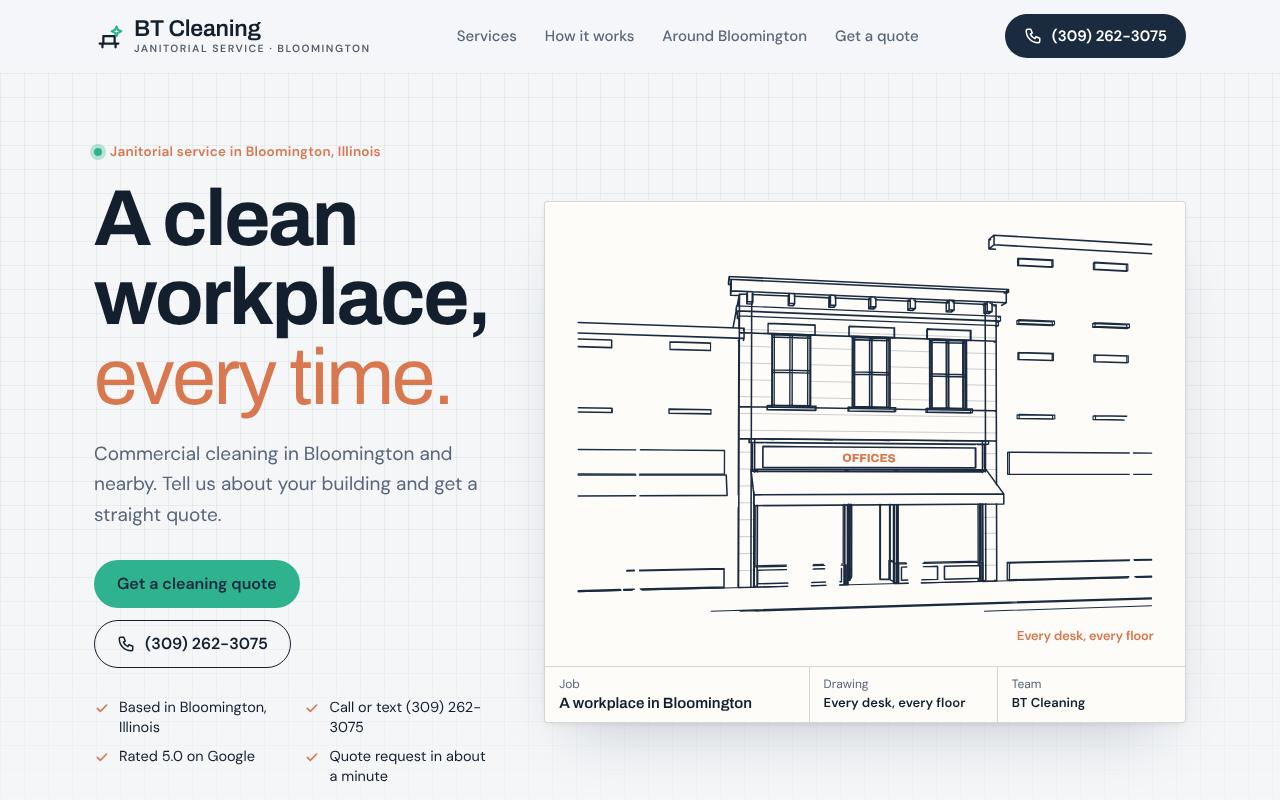 BT Cleaning
JANITORIAL SERVICE · BLOOMINGTON
Services
How it works
Around Bloomington
Get a quote
(309) 262-3075
Janitorial service in Bloomington, Illinois
A clean
workplace,
every time.
Commercial cleaning in Bloomington and
nearby. Tell us about your building and get a
straight quote.
Get a cleaning quote
(309) 262-3075
Based in Bloomington,
Illinois
Call or text (309) 262-
3075
Rated 5.0 on Google
Quote request in about
a minute
OFFICES
Every desk, every floor
Job
A workplace in Bloomington
Drawing
Every desk, every floor
Team
BT Cleaning